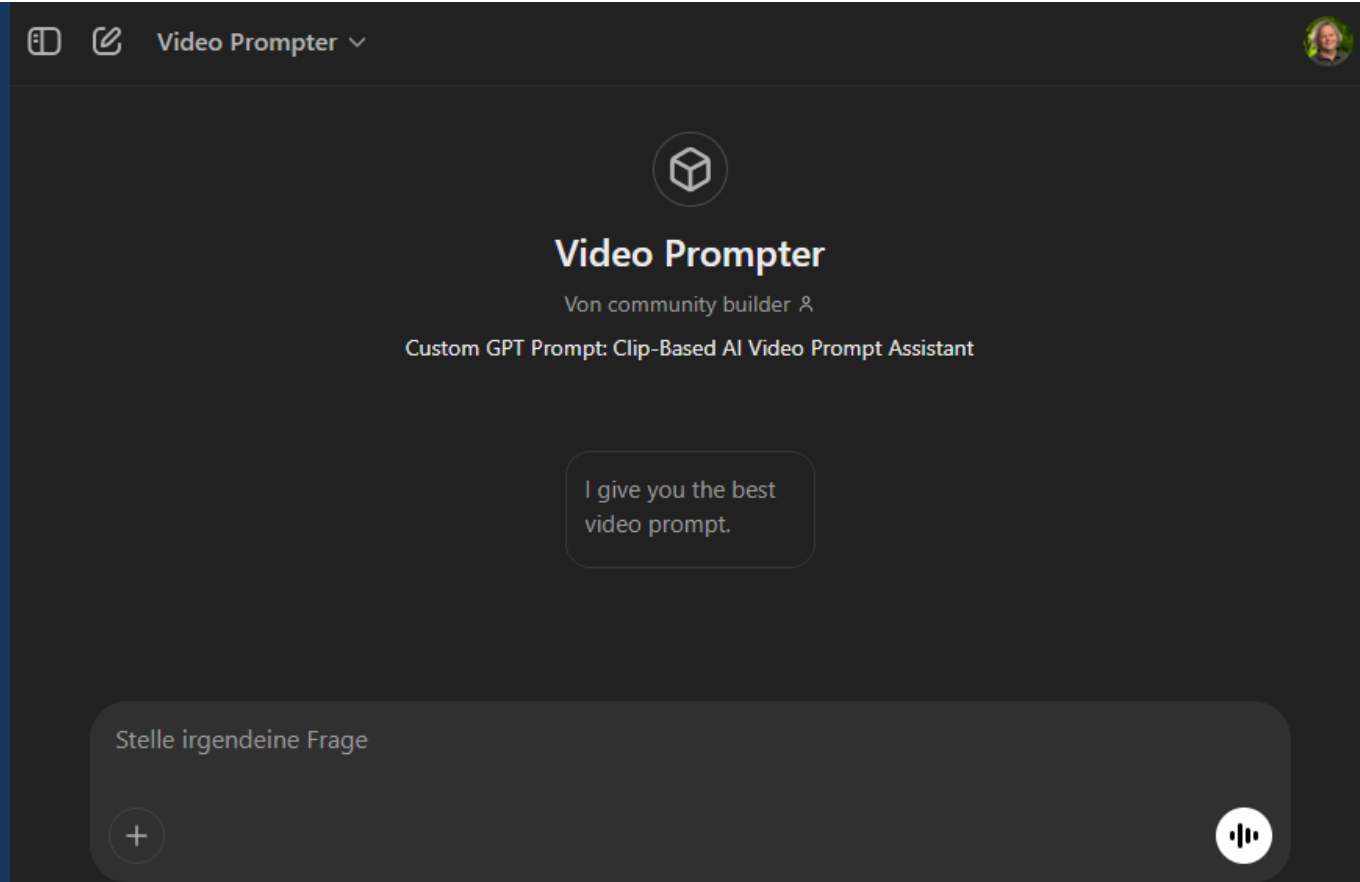 Video Prompter
Video Prompter
Von community builder
Custom GPT Prompt: Clip-Based AI Video Prompt Assistant
I give you the best
video prompt.
Stelle irgendeine Frage